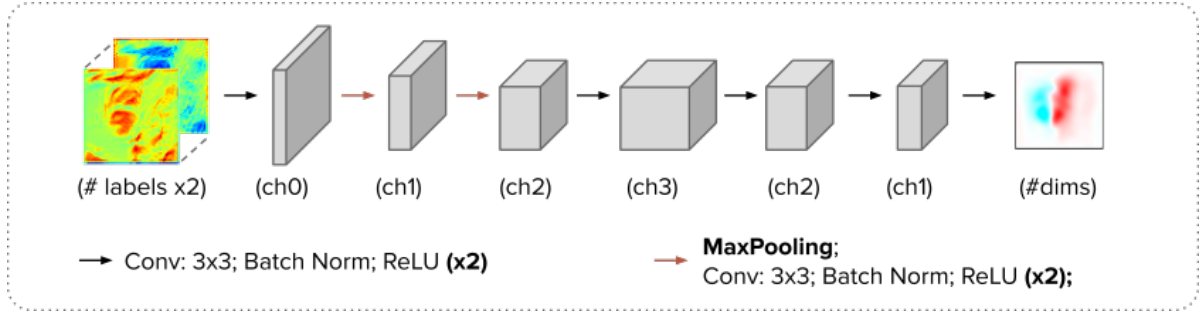 (# labels x2) (ch0) (ch1) (ch2) (ch3) (ch2) (ch1) (#dims)
Conv: 3x3; Batch Norm; ReLU (x2)
MaxPooling;
Conv: 3x3; Batch Norm; ReLU (x2);